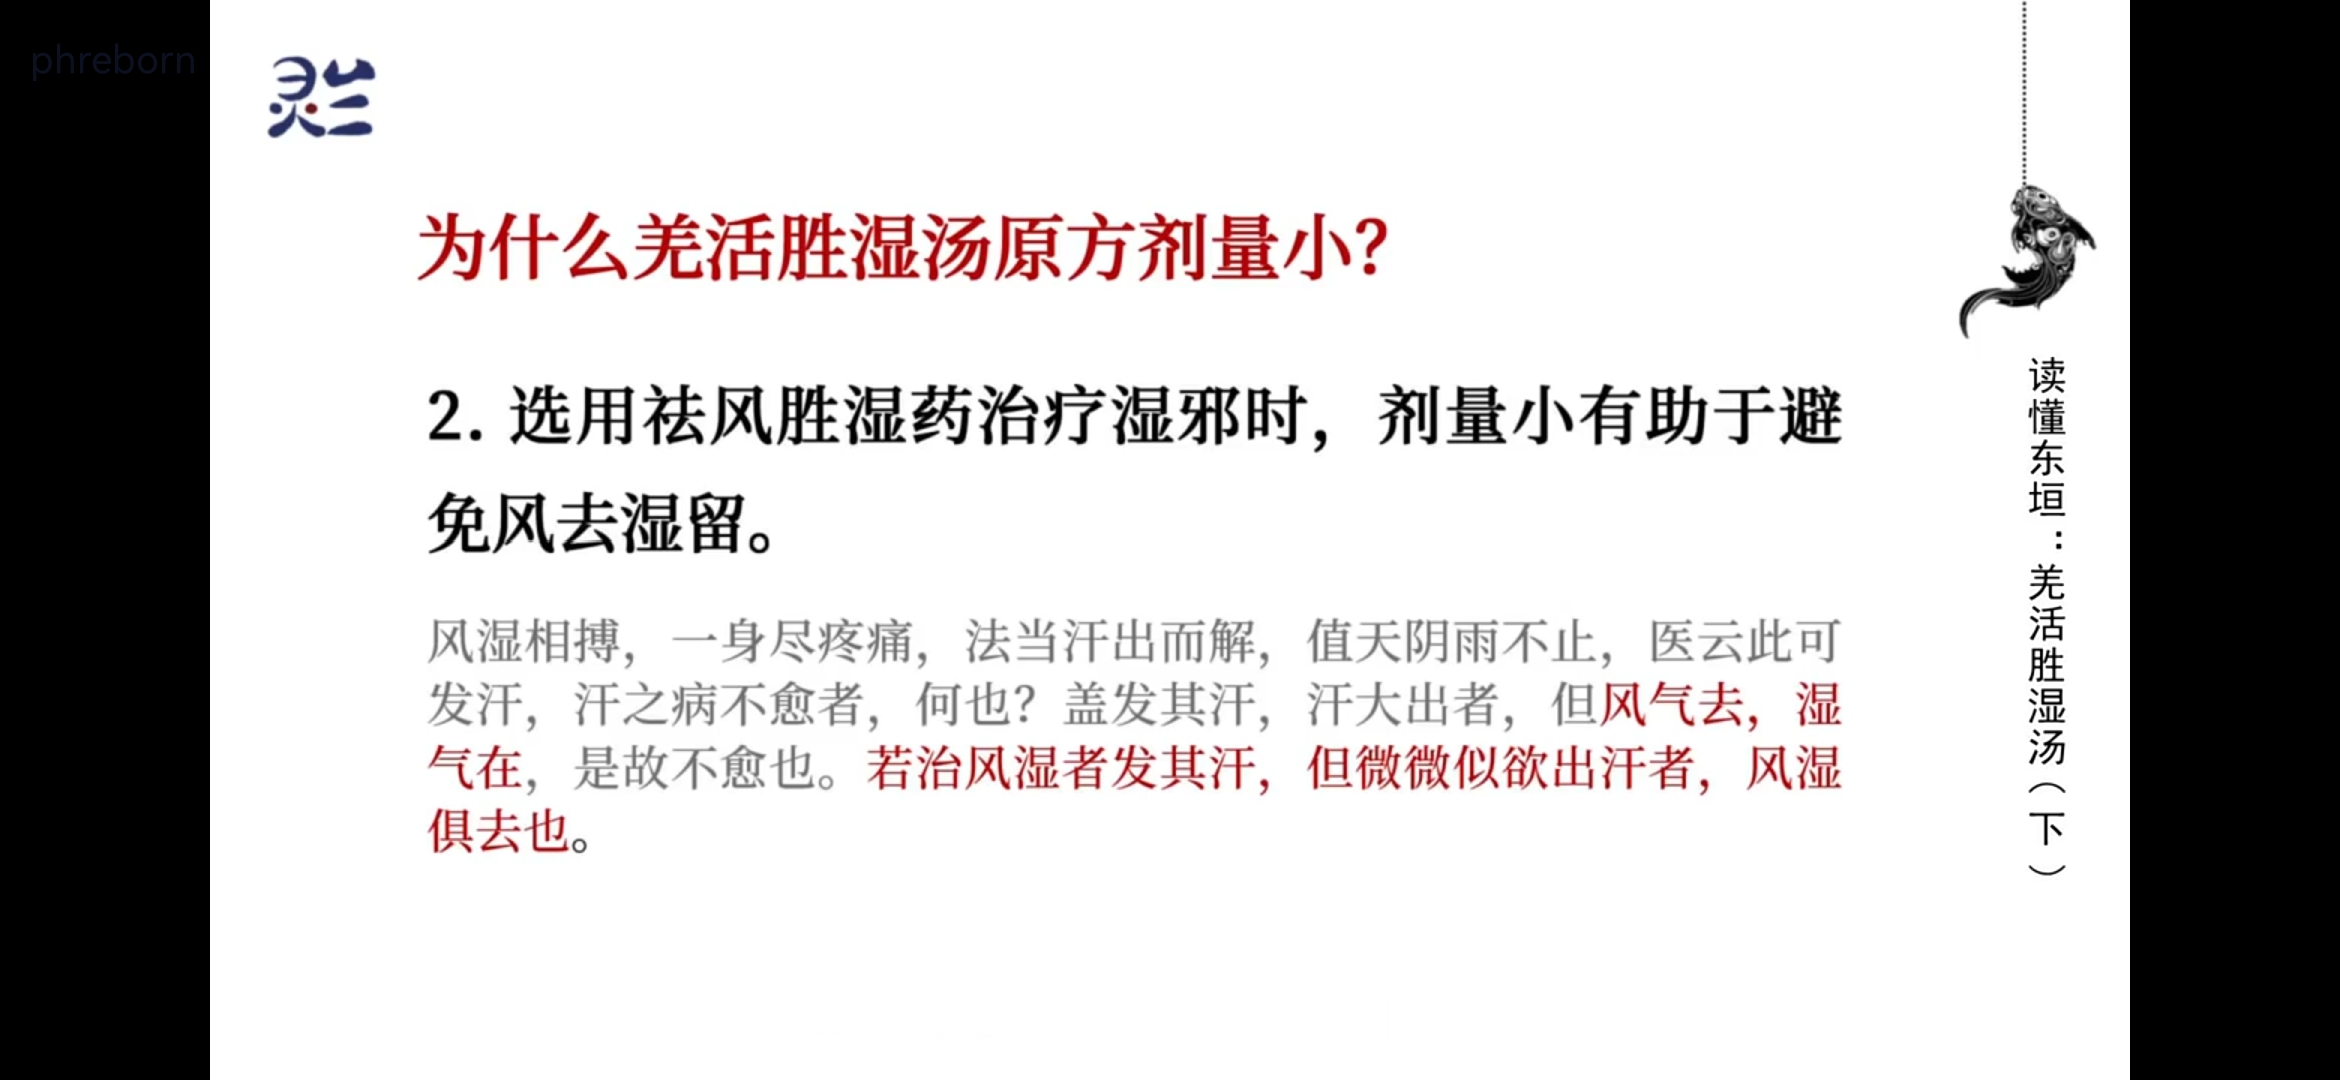 phreborn
灵兰
为什么羌活胜湿汤原方剂量小？
2. 选用祛风胜湿药治疗湿邪时，剂量小有助于避
免风去湿留。
风湿相搏，一身尽疼痛，法当汗出而解，值天阴雨不止，医云此可
发汗，汗之病不愈者，何也？盖发其汗，汗大出者，但风气去，湿
气在，是故不愈也。若治风湿者发其汗，但微微似欲出汗者，风湿
俱去也。
读懂东垣：羌活胜湿汤（下）